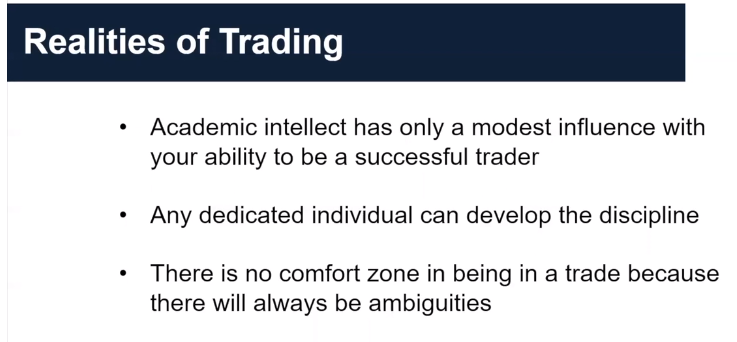 Realities of Trading
• Academic intellect has only a modest influence with
your ability to be a successful trader
• Any dedicated individual can develop the discipline
• There is no comfort zone in being in a trade because
there will always be ambiguities